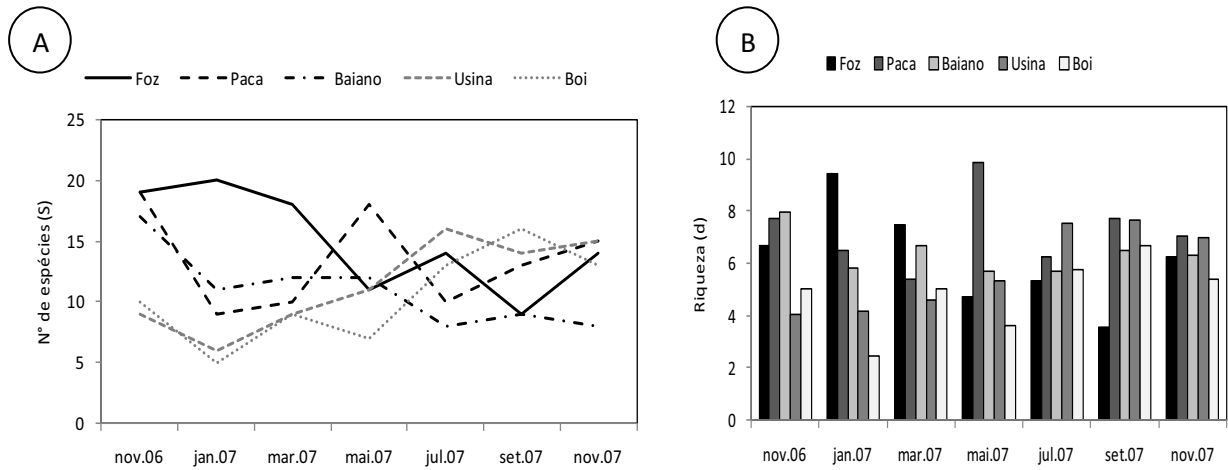 A
Foz Paca Baiano Usina Boi
N° de espécies (S)
25
20
15
10
5
0
nov.06 jan.07 mar.07 mai.07 jul.07 set.07 nov.07
B
Foz Paca Baiano Usina Boi
Riqueza (d)
12
10
8
6
4
2
0
nov.06 jan.07 mar.07 mai.07 jul.07 set.07 nov.07